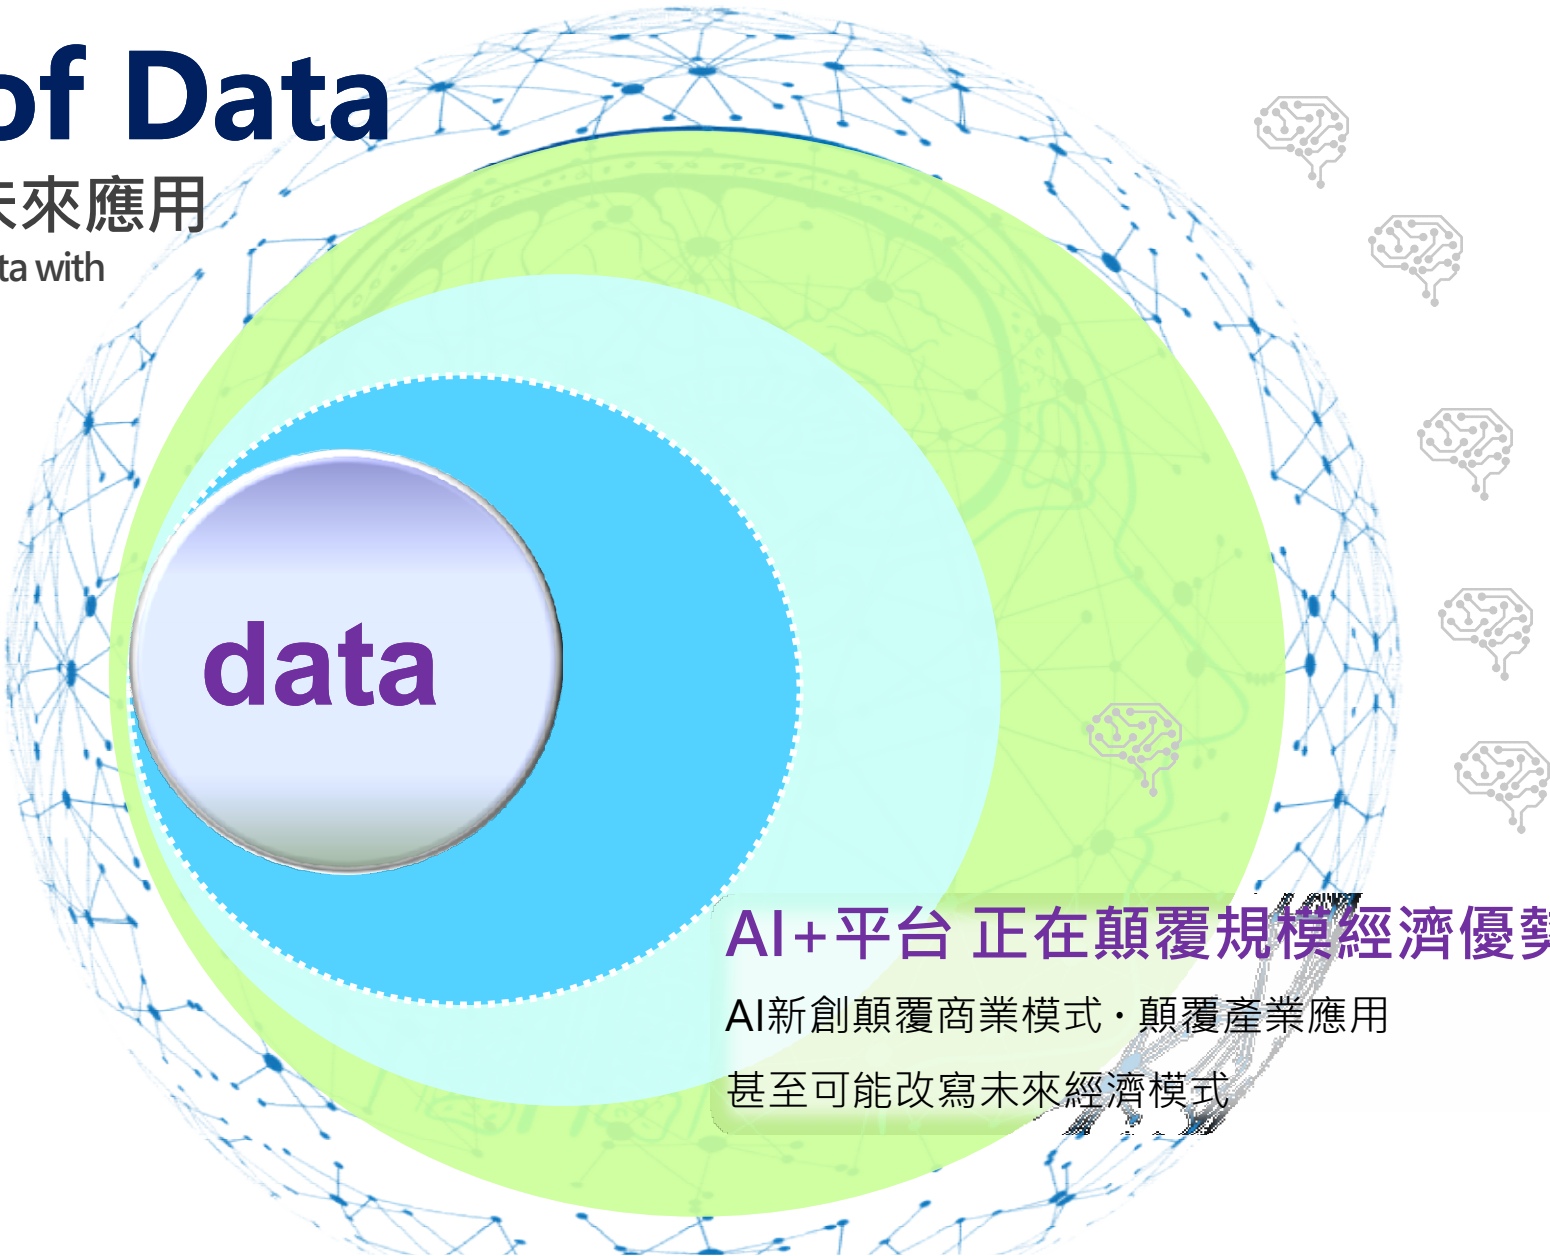 of Data
未來應用
ta with
data
AI+平台 正在顛覆規模經濟優勢
AI新創顛覆商業模式·顛覆產業應用
甚至可能改寫未來經濟模式